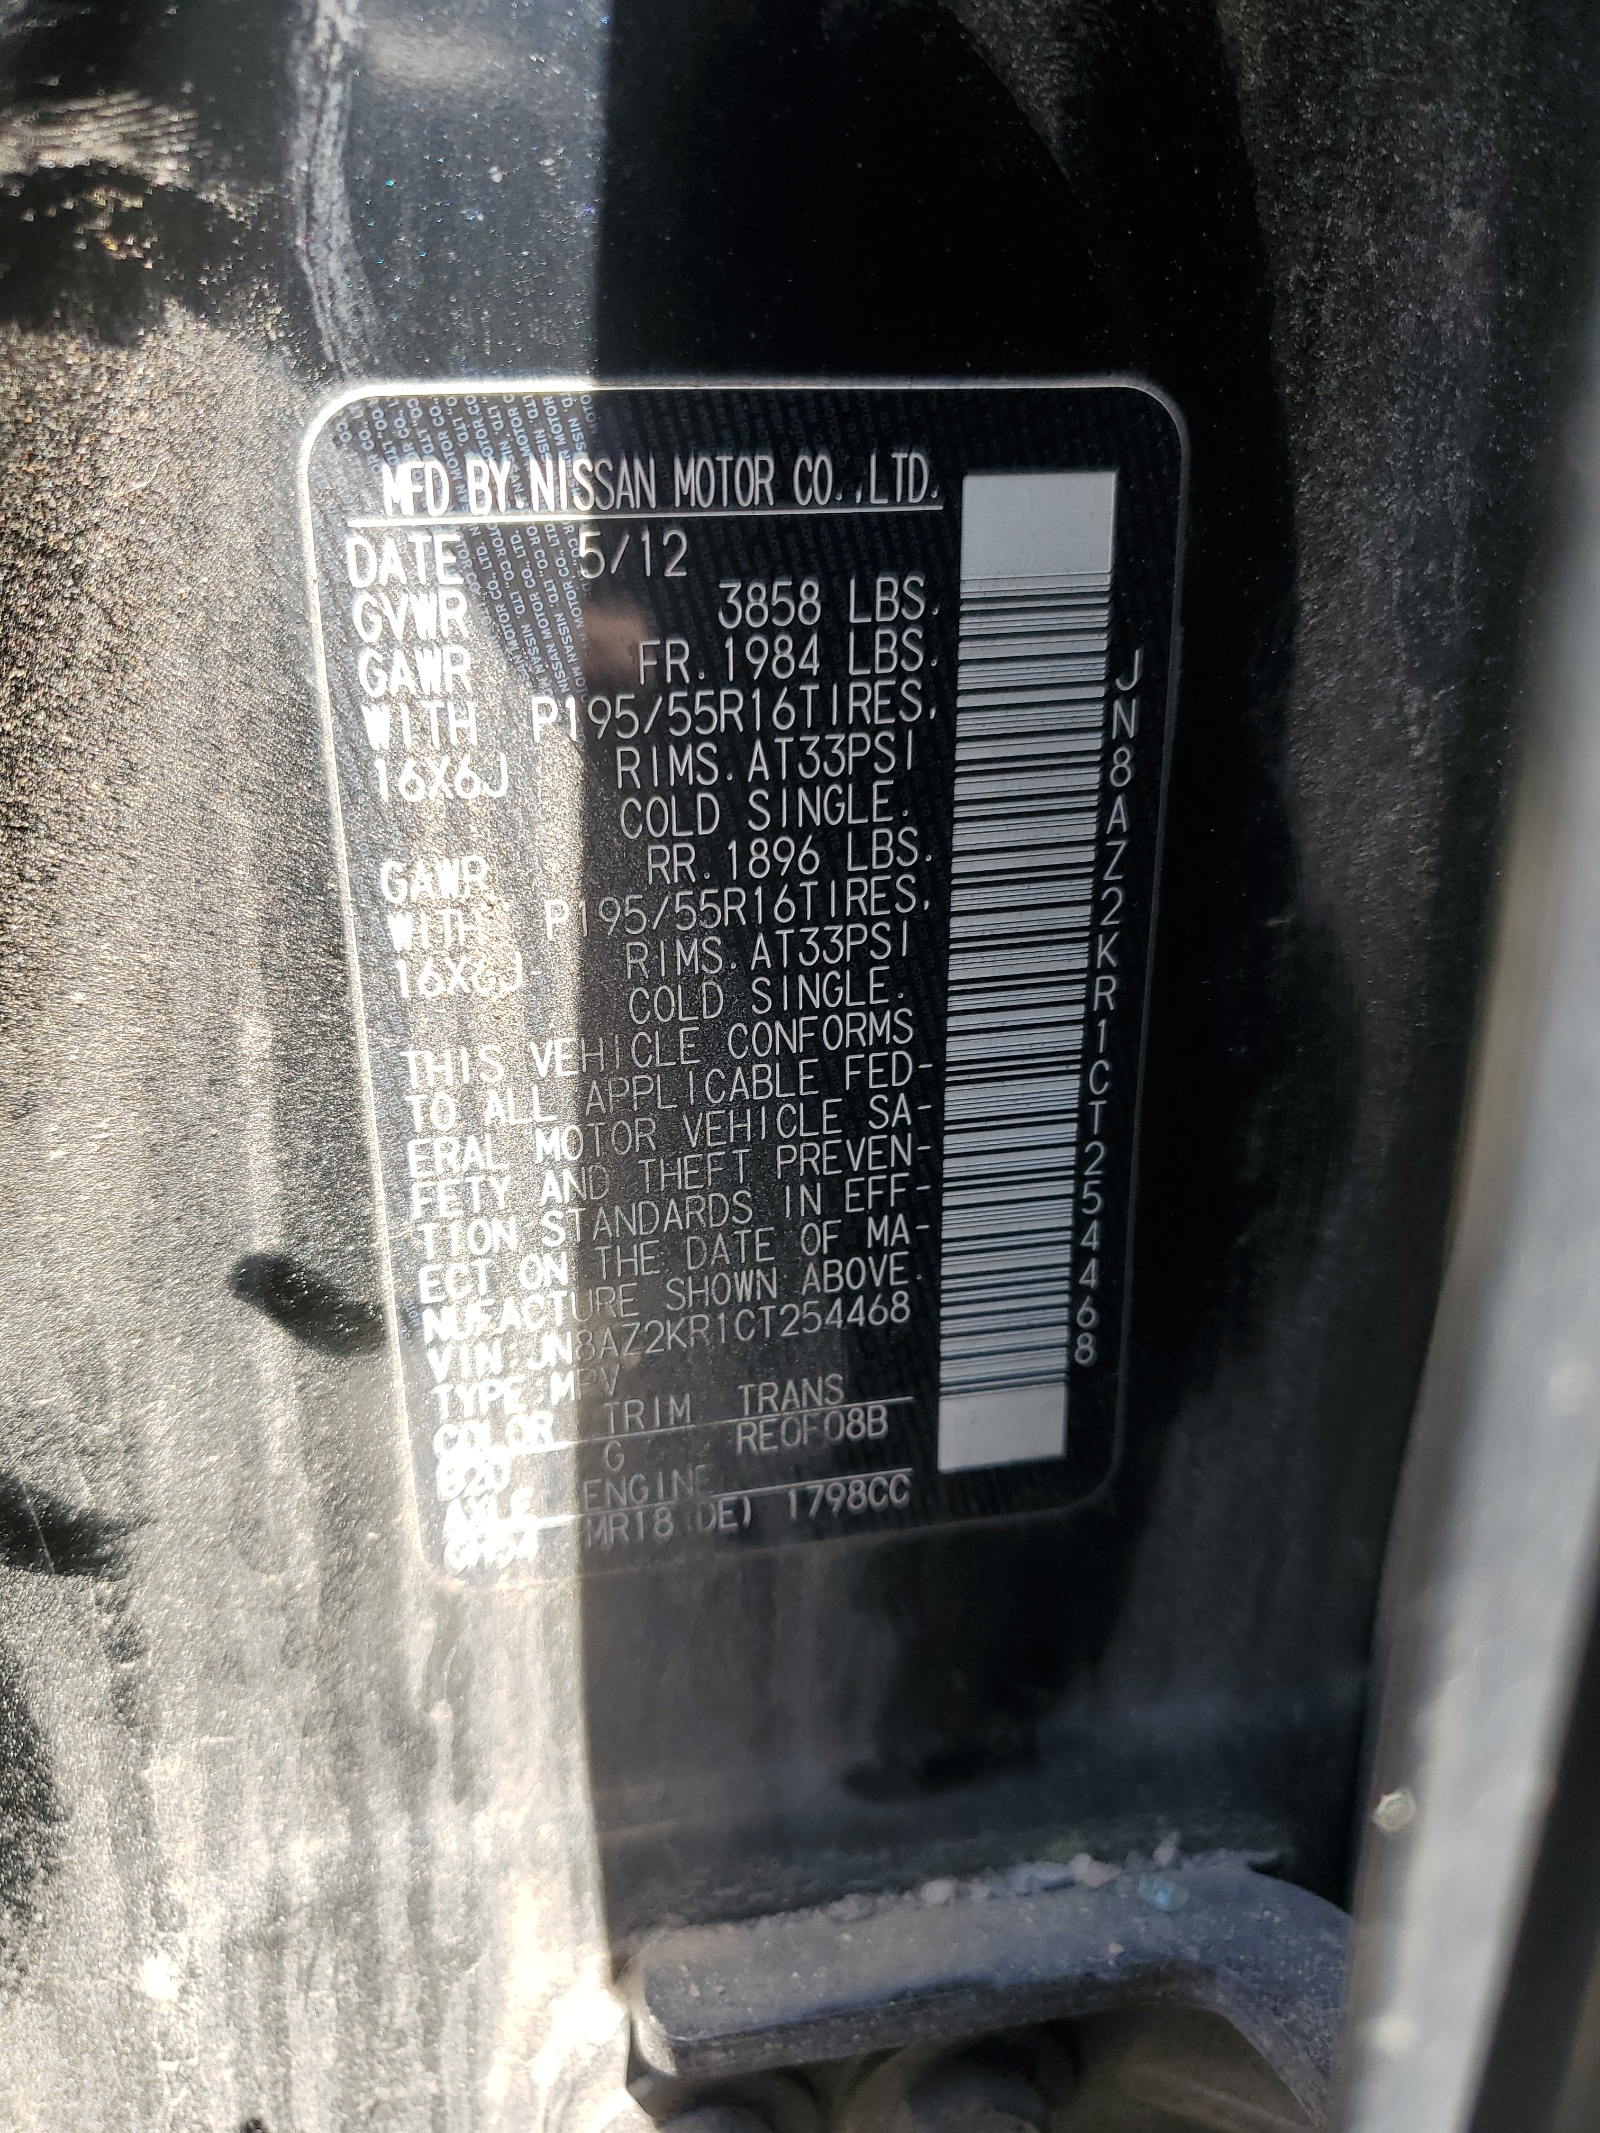 MFD BY NISSAN MOTOR CO.,LTD.
DATE 5/12
GVWR 3858 LBS.
GAWR FR. 1984 LBS.
WITH P195/55R16TIRES,
16X6J RIMS. AT33PSI
COLD SINGLE.
GAWR RR. 1896 LBS.
WITH P195/55R16TIRES,
16X6J RIMS. AT33PSI
COLD SINGLE.
THIS VEHICLE CONFORMS
TO ALL APPLICABLE FED-
ERAL MOTOR VEHICLE SA-
FETY AND THEFT PREVEN-
TION STANDARDS IN EFF-
ECT ON THE DATE OF MA-
NUFACTURE SHOWN ABOVE.
VIN:JN8AZ2KR1CT254468
TYPE:MPV
COLOR TRIM TRANS
G RE0F08B
AXLE ENGINE
MR18(DE) 1798CC
JN8AZ2KR1CT254468